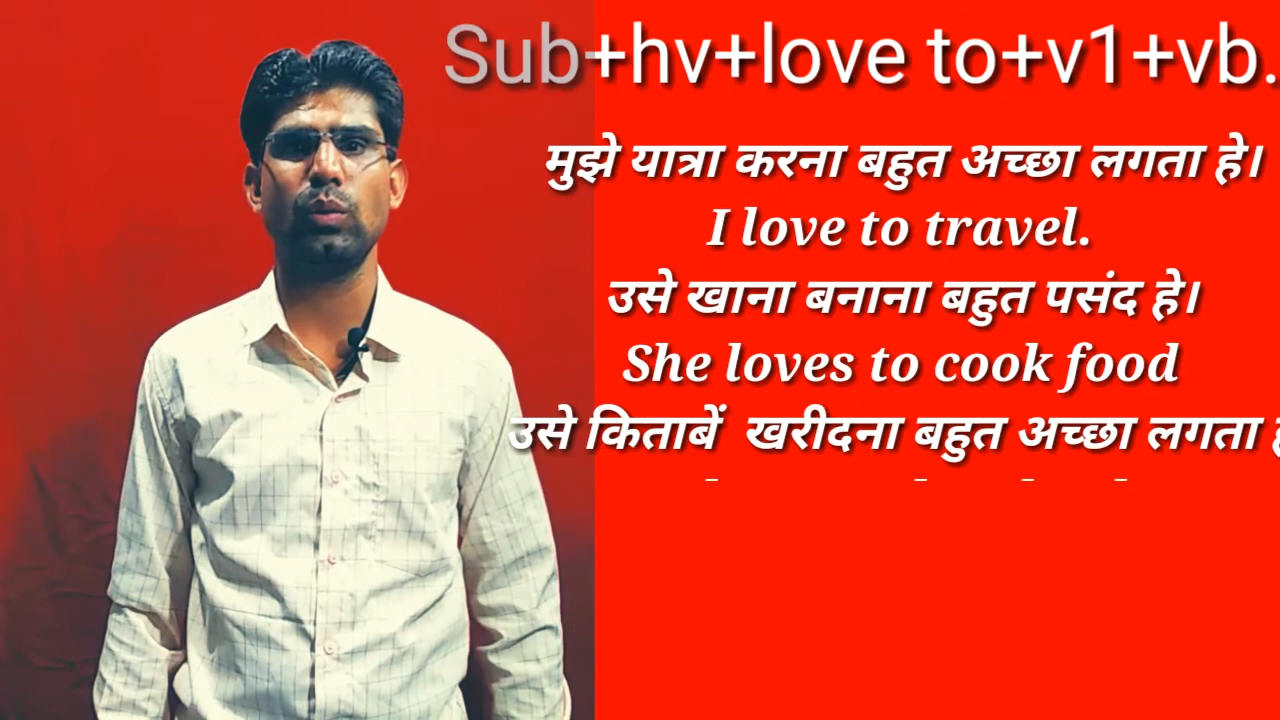 Sub+hv+love to+v1+vb.
मुझे यात्रा करना बहुत अच्छा लगता हे।
I love to travel.
उसे खाना बनाना बहुत पसंद हे।
She loves to cook food
उसे किताबें खरीदना बहुत अच्छा लगता